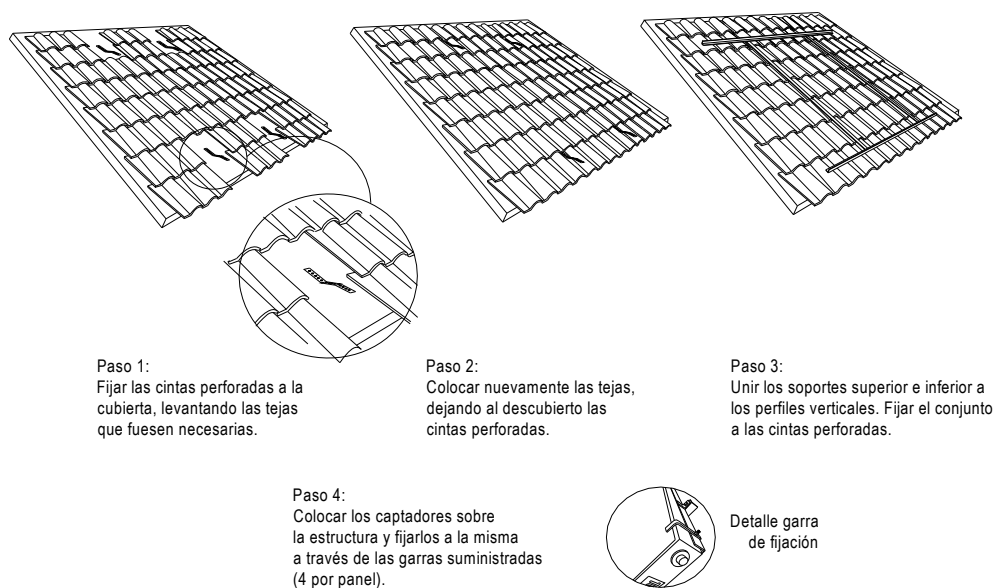 Paso 1:
Fijar las cintas perforadas a la
cubierta, levantando las tejas
que fuesen necesarias.
Paso 2:
Colocar nuevamente las tejas,
dejando al descubierto las
cintas perforadas.
Paso 3:
Unir los soportes superior e inferior a
los perfiles verticales. Fijar el conjunto
a las cintas perforadas.
Paso 4:
Colocar los captadores sobre
la estructura y fijarlos a la misma
a través de las garras suministradas
(4 por panel).
Detalle garra
de fijación